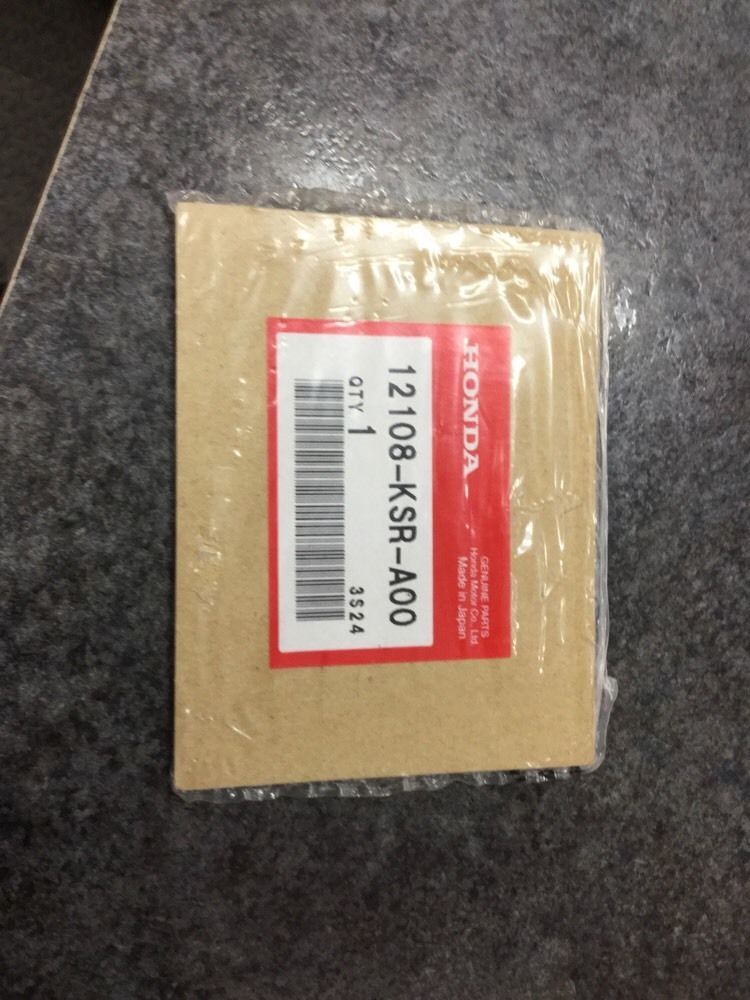 HONDA
GENUINE PARTS
Honda Motor Co., Ltd.
Made in Japan
12108-KSR-A00
QTY 1
3S24